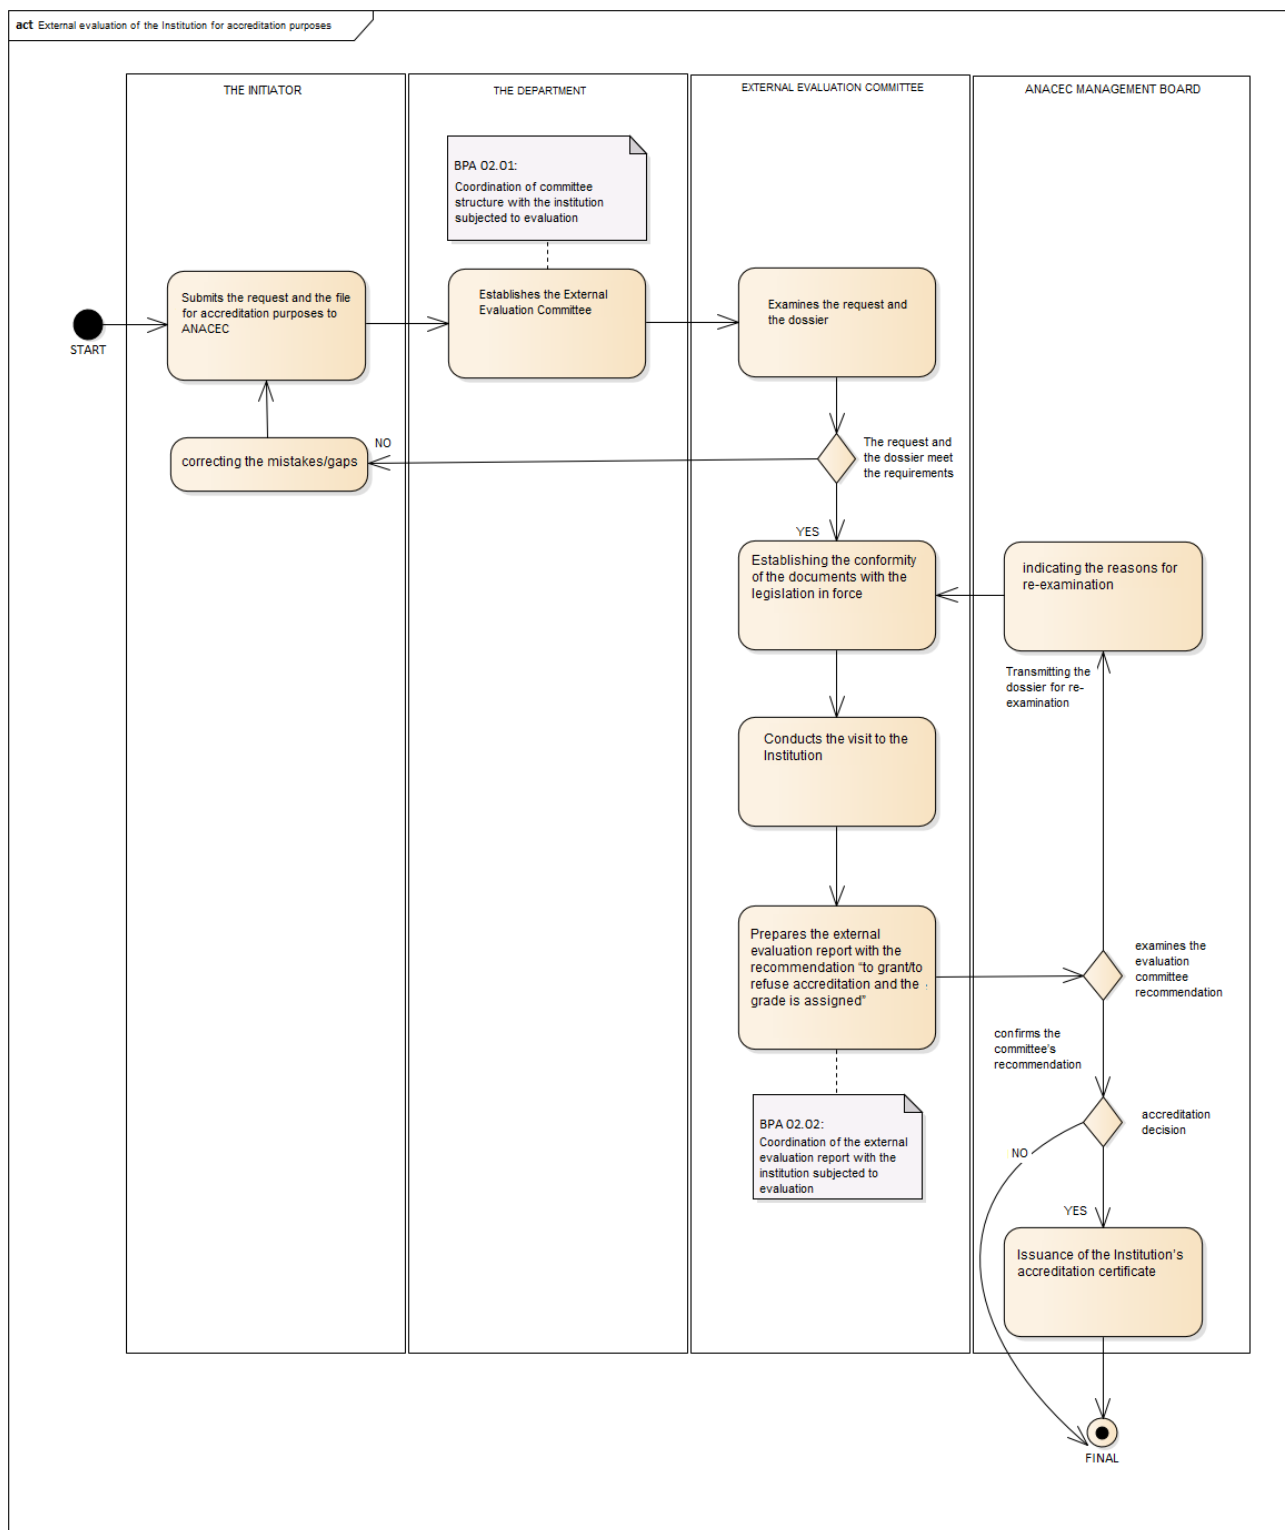 act External evaluation of the Institution for accreditation purposes
THE INITIATOR
THE DEPARTMENT
EXTERNAL EVALUATION COMMITTEE
ANACEC MANAGEMENT BOARD
BPA 02.01:
Coordination of committee
structure with the institution
subjected to evaluation
START
Submits the request and the file
for accreditation purposes to
ANACEC
Establishes the External
Evaluation Committee
Examines the request and
the dossier
correcting the mistakes/gaps
NO
The request and
the dossier meet
the requirements
YES
Establishing the conformity
of the documents with the
legislation in force
indicating the reasons for
re-examination
Transmitting the
dossier for re-
examination
Conducts the visit to the
Institution
Prepares the external
evaluation report with the
recommendation “to grant/to
refuse accreditation and the
grade is assigned”
examines the
evaluation
committee
recommendation
confirms the
committee’s
recommendation
BPA 02.02:
Coordination of the external
evaluation report with the
institution subjected to
evaluation
accreditation
decision
NO
YES
Issuance of the Institution’s
accreditation certificate
FINAL